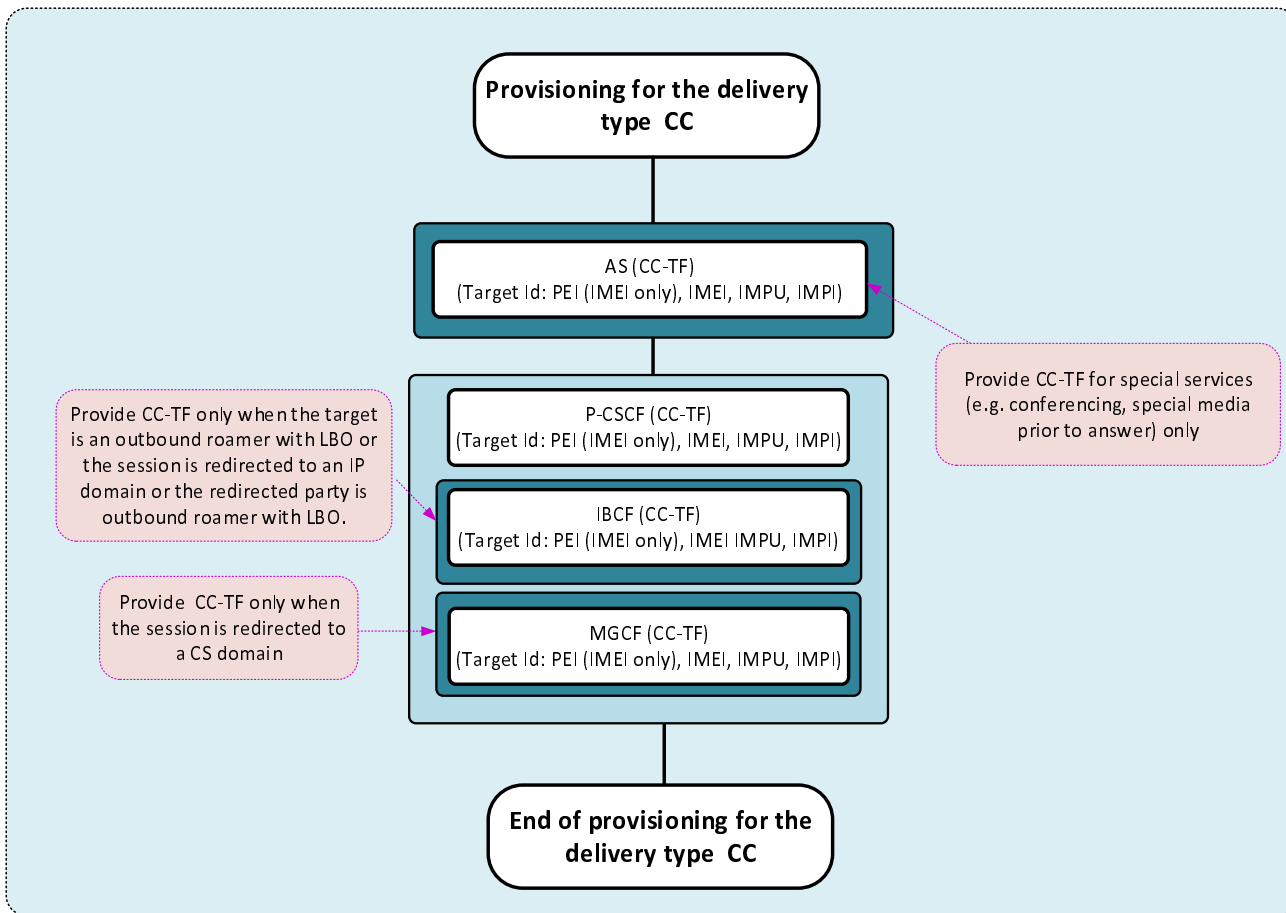 Provisioning for the delivery
type CC
AS (CC-TF)
(Target Id: PEI (IMEI only), IMEI, IMPU, IMPI)
Provide CC-TF for special services
(e.g. conferencing, special media
prior to answer) only
P-CSCF (CC-TF)
(Target Id: PEI (IMEI only), IMEI, IMPU, IMPI)
Provide CC-TF only when the target
is an outbound roamer with LBO or
the session is redirected to an IP
domain or the redirected party is
outbound roamer with LBO.
IBCF (CC-TF)
(Target Id: PEI (IMEI only), IMEI IMPU, IMPI)
Provide CC-TF only when
the session is redirected to
a CS domain
MGCF (CC-TF)
(Target Id: PEI (IMEI only), IMEI, IMPU, IMPI)
End of provisioning for the
delivery type CC